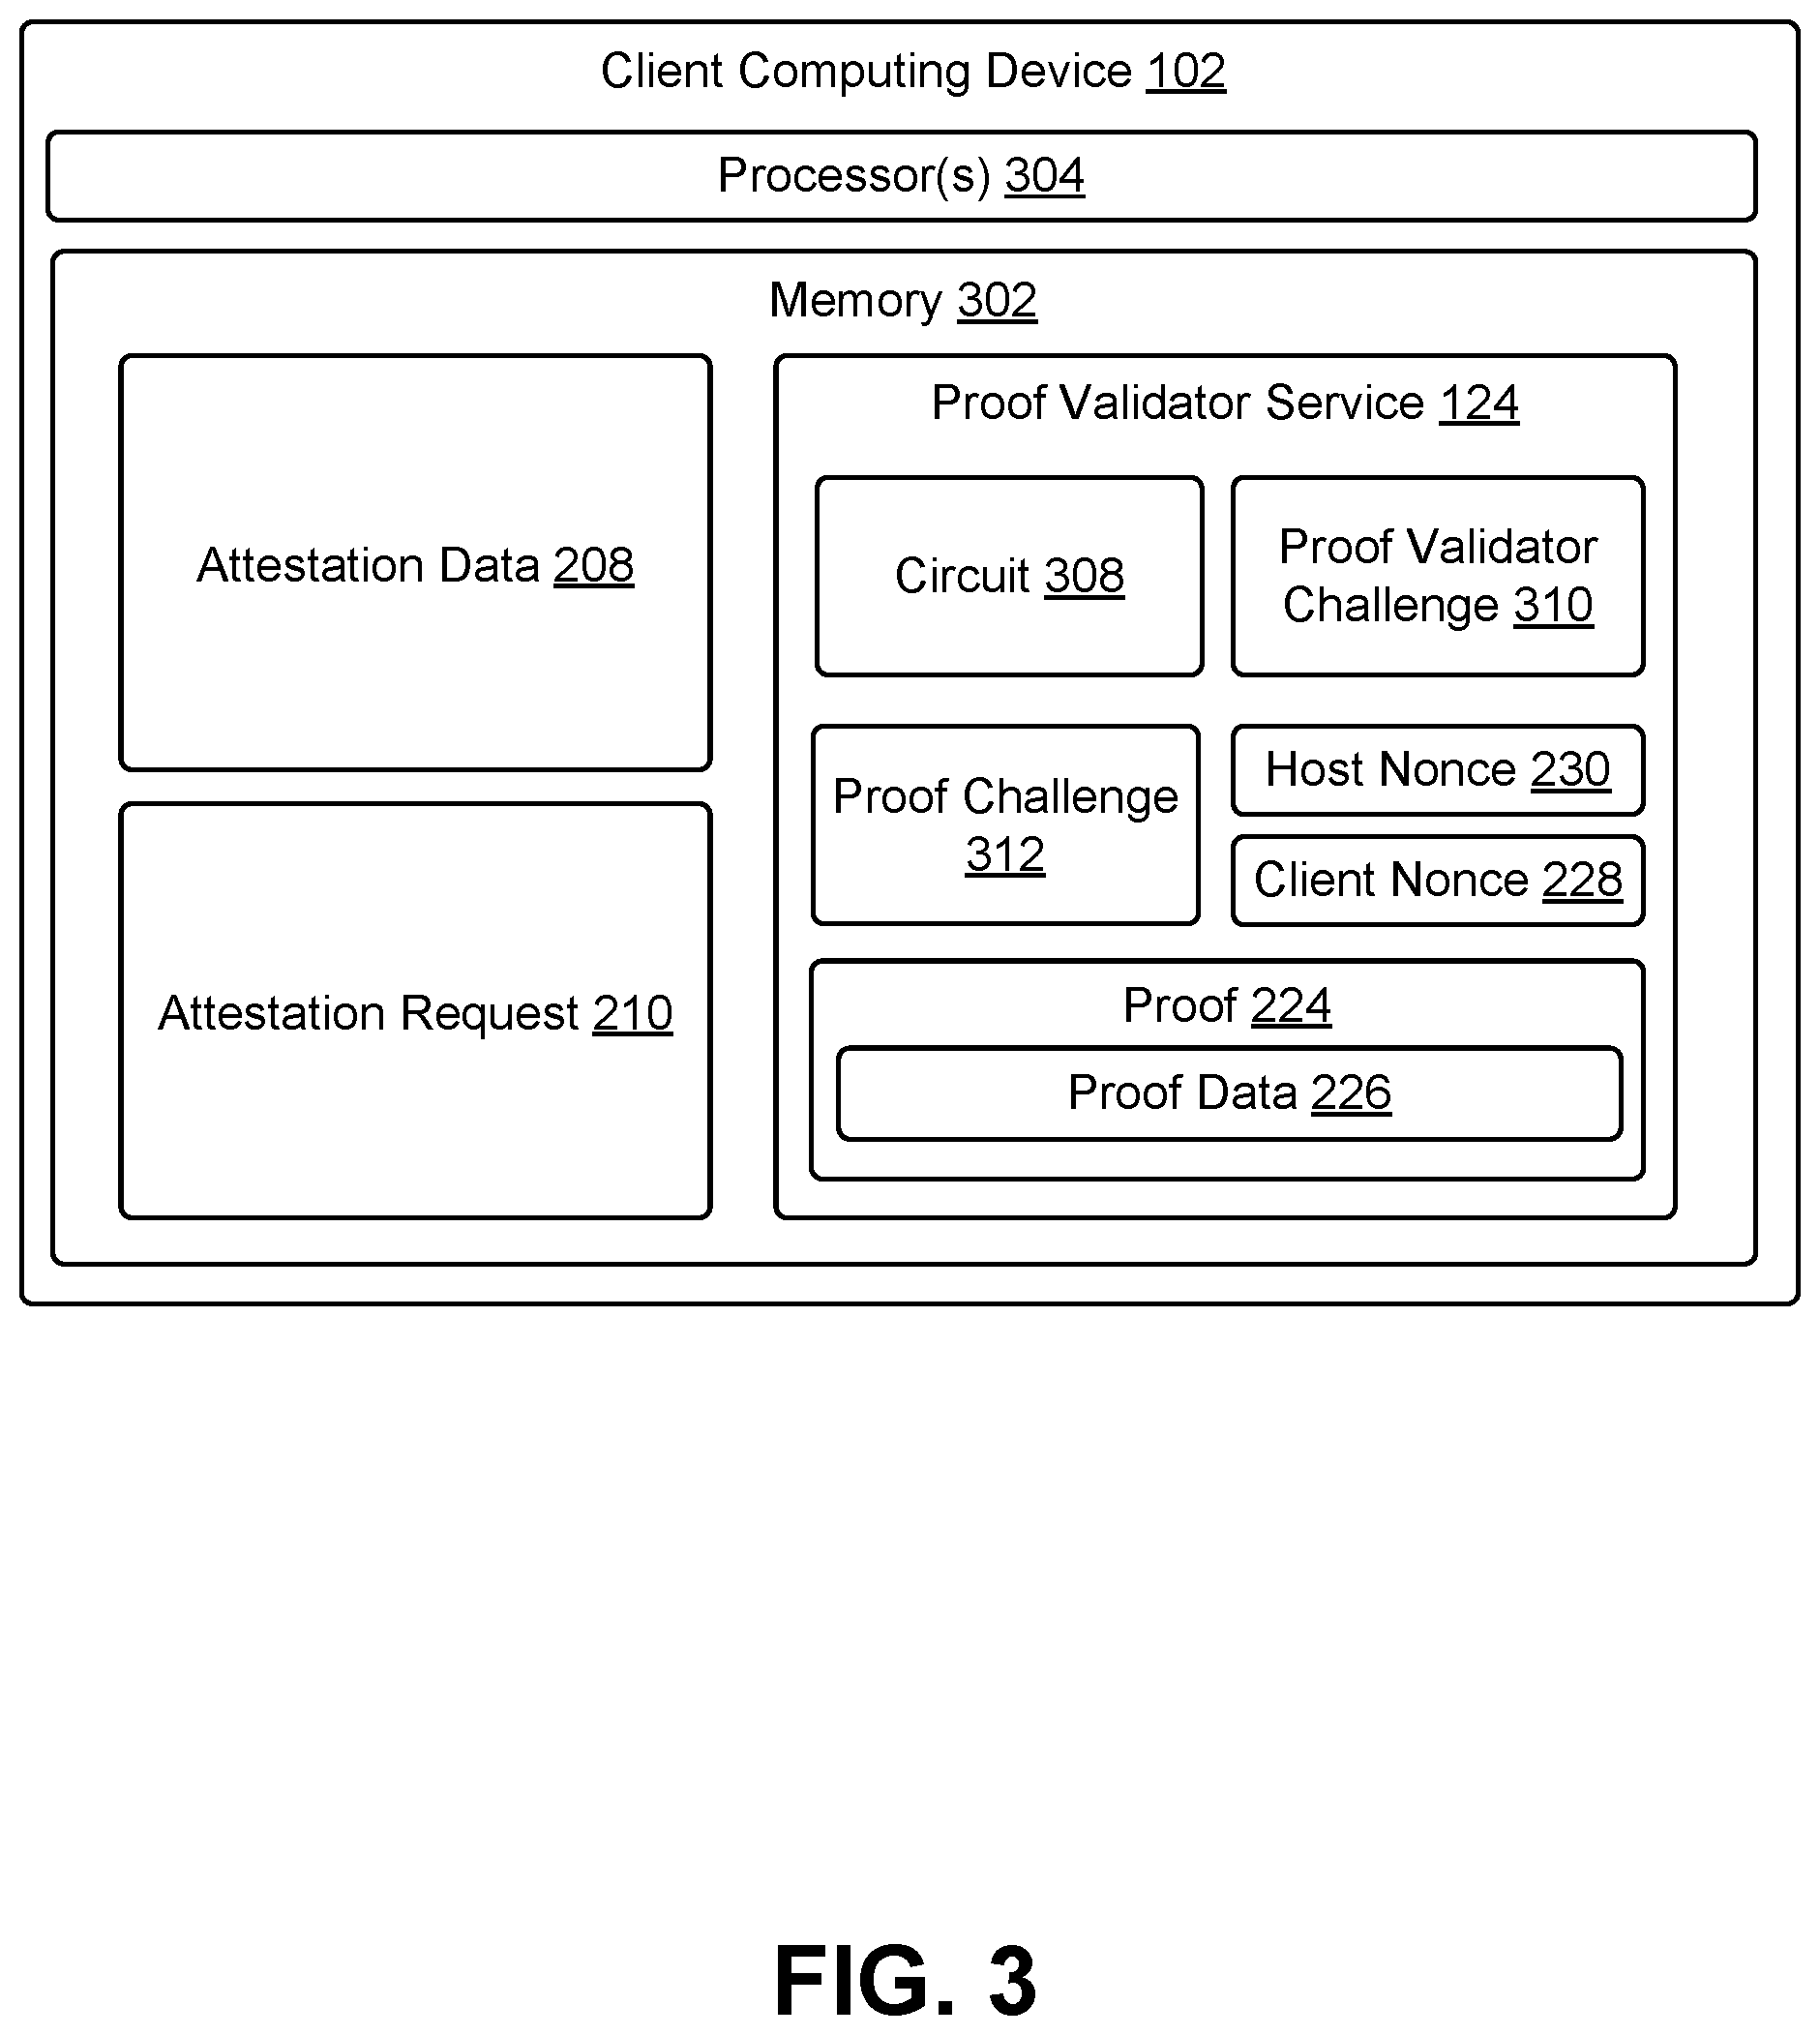 Client Computing Device 102
Processor(s) 304
Memory 302
Attestation Data 208
Attestation Request 210
Proof Validator Service 124
Circuit 308
Proof Validator
Challenge 310
Proof Challenge
312
Host Nonce 230
Client Nonce 228
Proof 224
Proof Data 226
FIG. 3